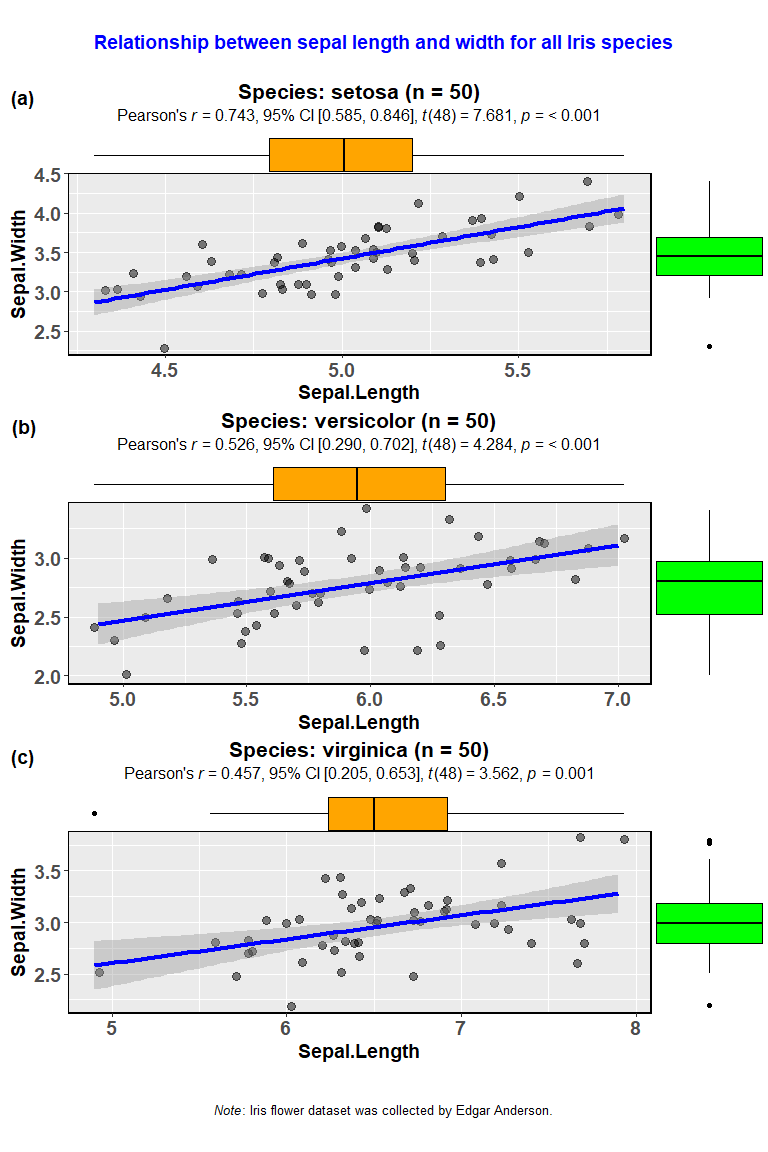 Relationship between sepal length and width for all Iris species
(a)
Species: setosa (n = 50)
Pearson's r = 0.743, 95% CI [0.585, 0.846], t(48) = 7.681, p = < 0.001
4.5
4.0
3.5
3.0
2.5
Sepal.Width
4.5 5.0 5.5
Sepal.Length
(b)
Species: versicolor (n = 50)
Pearson's r = 0.526, 95% CI [0.290, 0.702], t(48) = 4.284, p = < 0.001
3.0
2.5
2.0
Sepal.Width
5.0 5.5 6.0 6.5 7.0
Sepal.Length
(c)
Species: virginica (n = 50)
Pearson's r = 0.457, 95% CI [0.205, 0.653], t(48) = 3.562, p = 0.001
3.5
3.0
2.5
Sepal.Width
5 6 7 8
Sepal.Length
Note: Iris flower dataset was collected by Edgar Anderson.